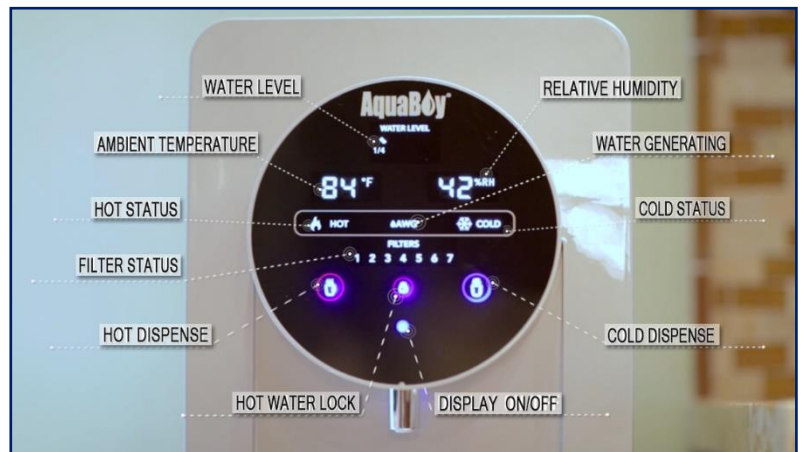 WATER LEVEL
RELATIVE HUMIDITY
AquaBoy
WATER LEVEL
1/4
AMBIENT TEMPERATURE
WATER GENERATING
84 °F
42 %RH
HOT STATUS
HOT
AWG
COLD
COLD STATUS
FILTERS
FILTER STATUS
1 2 3 4 5 6 7
HOT DISPENSE
COLD DISPENSE
HOT WATER LOCK
DISPLAY ON/OFF